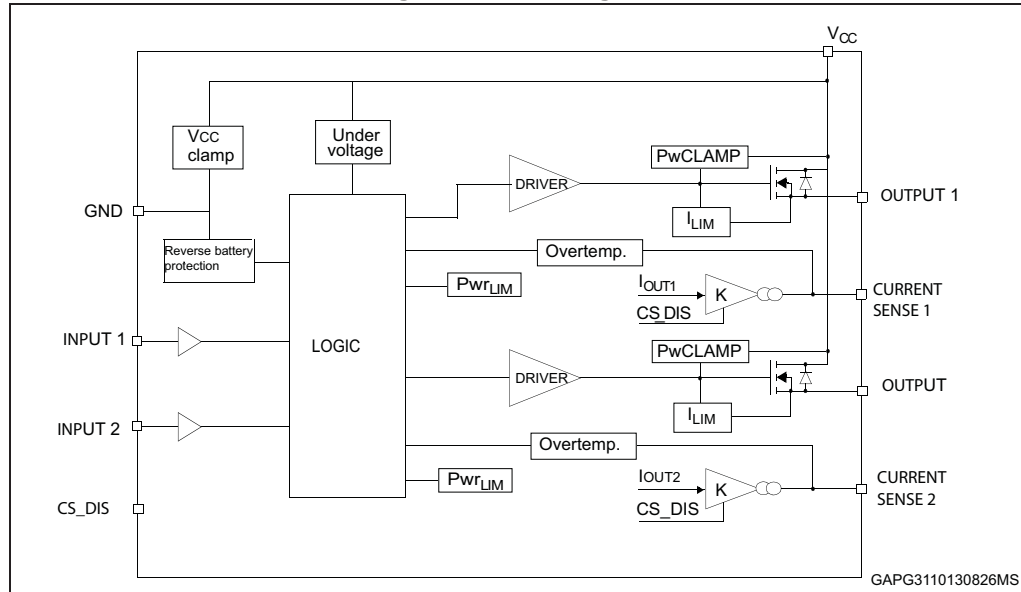 VCC
VCC
clamp
Under
voltage
PwCLAMP
DRIVER
GND
OUTPUT 1
ILIM
Reverse battery
protection
Overtemp.
PwrLIM
IOUT1
K
CURRENT
SENSE 1
CS_DIS
INPUT 1
LOGIC
PwCLAMP
DRIVER
OUTPUT
ILIM
INPUT 2
Overtemp.
PwrLIM
IOUT2
K
CURRENT
SENSE 2
CS_DIS
CS_DIS
GAPG3110130826MS